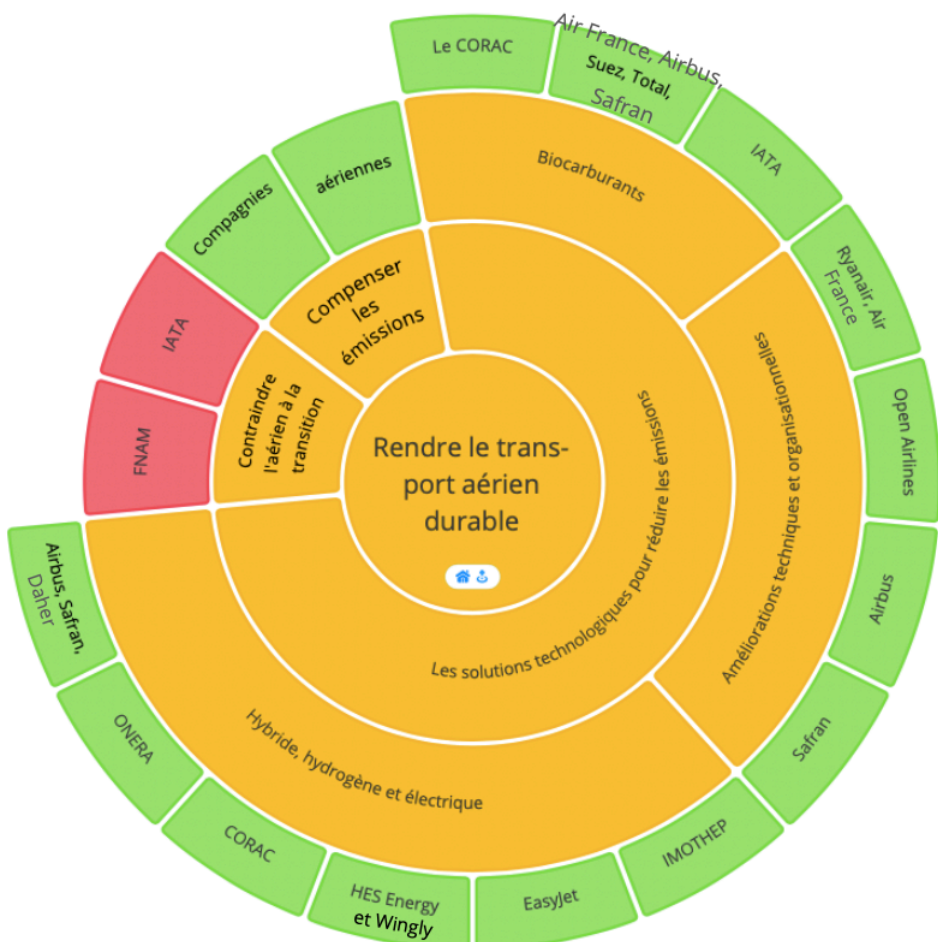 Rendre le trans-
port aérien
durable
Les solutions technologiques pour réduire les émissions
Biocarburants
Le CORAC
Air France, Airbus,
Suez, Total,
Safran
IATA
Améliorations techniques et organisationnelles
Ryanair, Air
France
Open Airlines
Airbus
Safran
Hybride, hydrogène et électrique
IMOTHEP
EasyJet
HES Energy
et Wingly
CORAC
ONERA
Airbus, Safran,
Daher
Contraindre
l'aérien à la
transition
FNAM
IATA
Compenser
les
émissions
Compagnies
aériennes